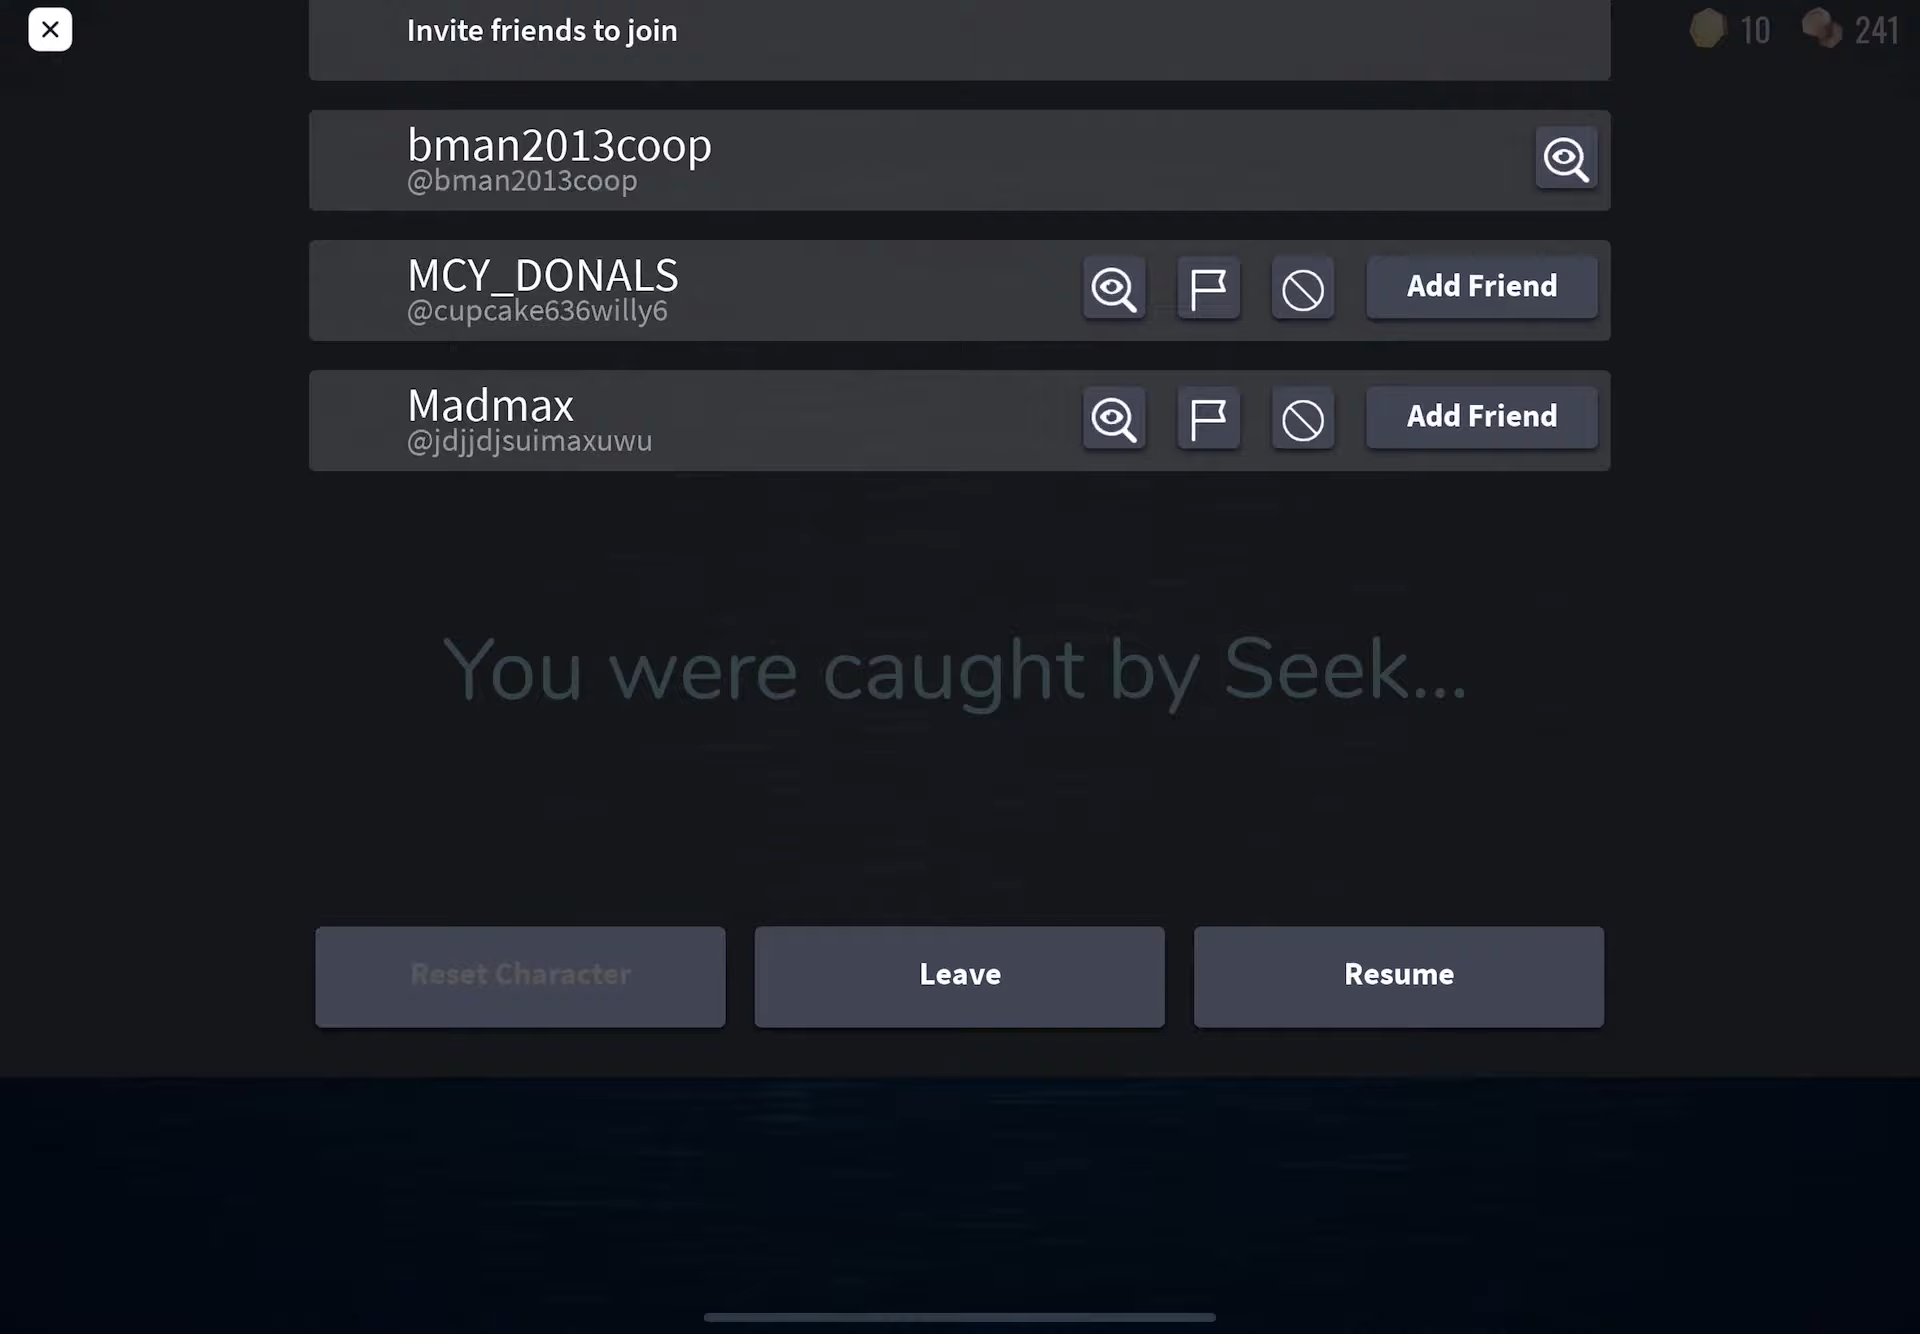 Invite friends to join
10 241
bman2013coop
@bman2013coop
MCY_DONALS
@cupcake636willy6
Add Friend
Madmax
@jdjjdjsuimaxuwu
Add Friend
You were caught by Seek...
Reset Character
Leave
Resume